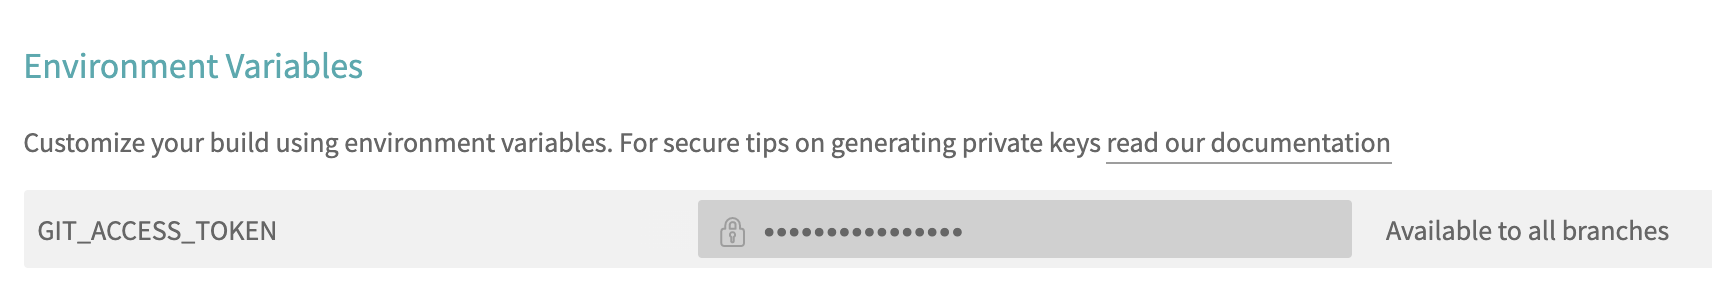 Environment Variables
Customize your build using environment variables. For secure tips on generating private keys read our documentation
GIT_ACCESS_TOKEN •••••••••••••••• Available to all branches